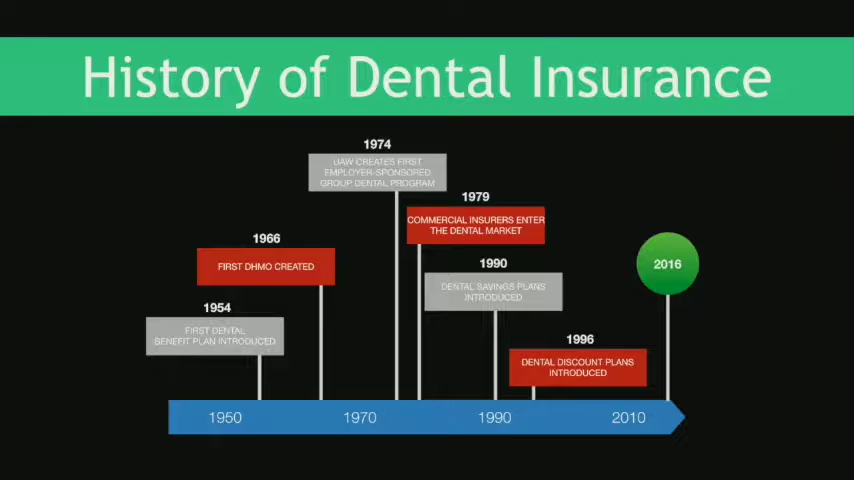 History of Dental Insurance
1974
UAW CREATES FIRST
EMPLOYER-SPONSORED
GROUP DENTAL PROGRAM
1979
COMMERCIAL INSURERS ENTER
THE DENTAL MARKET
1966
FIRST DHMO CREATED
1990
DENTAL SAVINGS PLANS
INTRODUCED
2016
1954
FIRST DENTAL
BENEFIT PLAN INTRODUCED
1996
DENTAL DISCOUNT PLANS
INTRODUCED
1950
1970
1990
2010